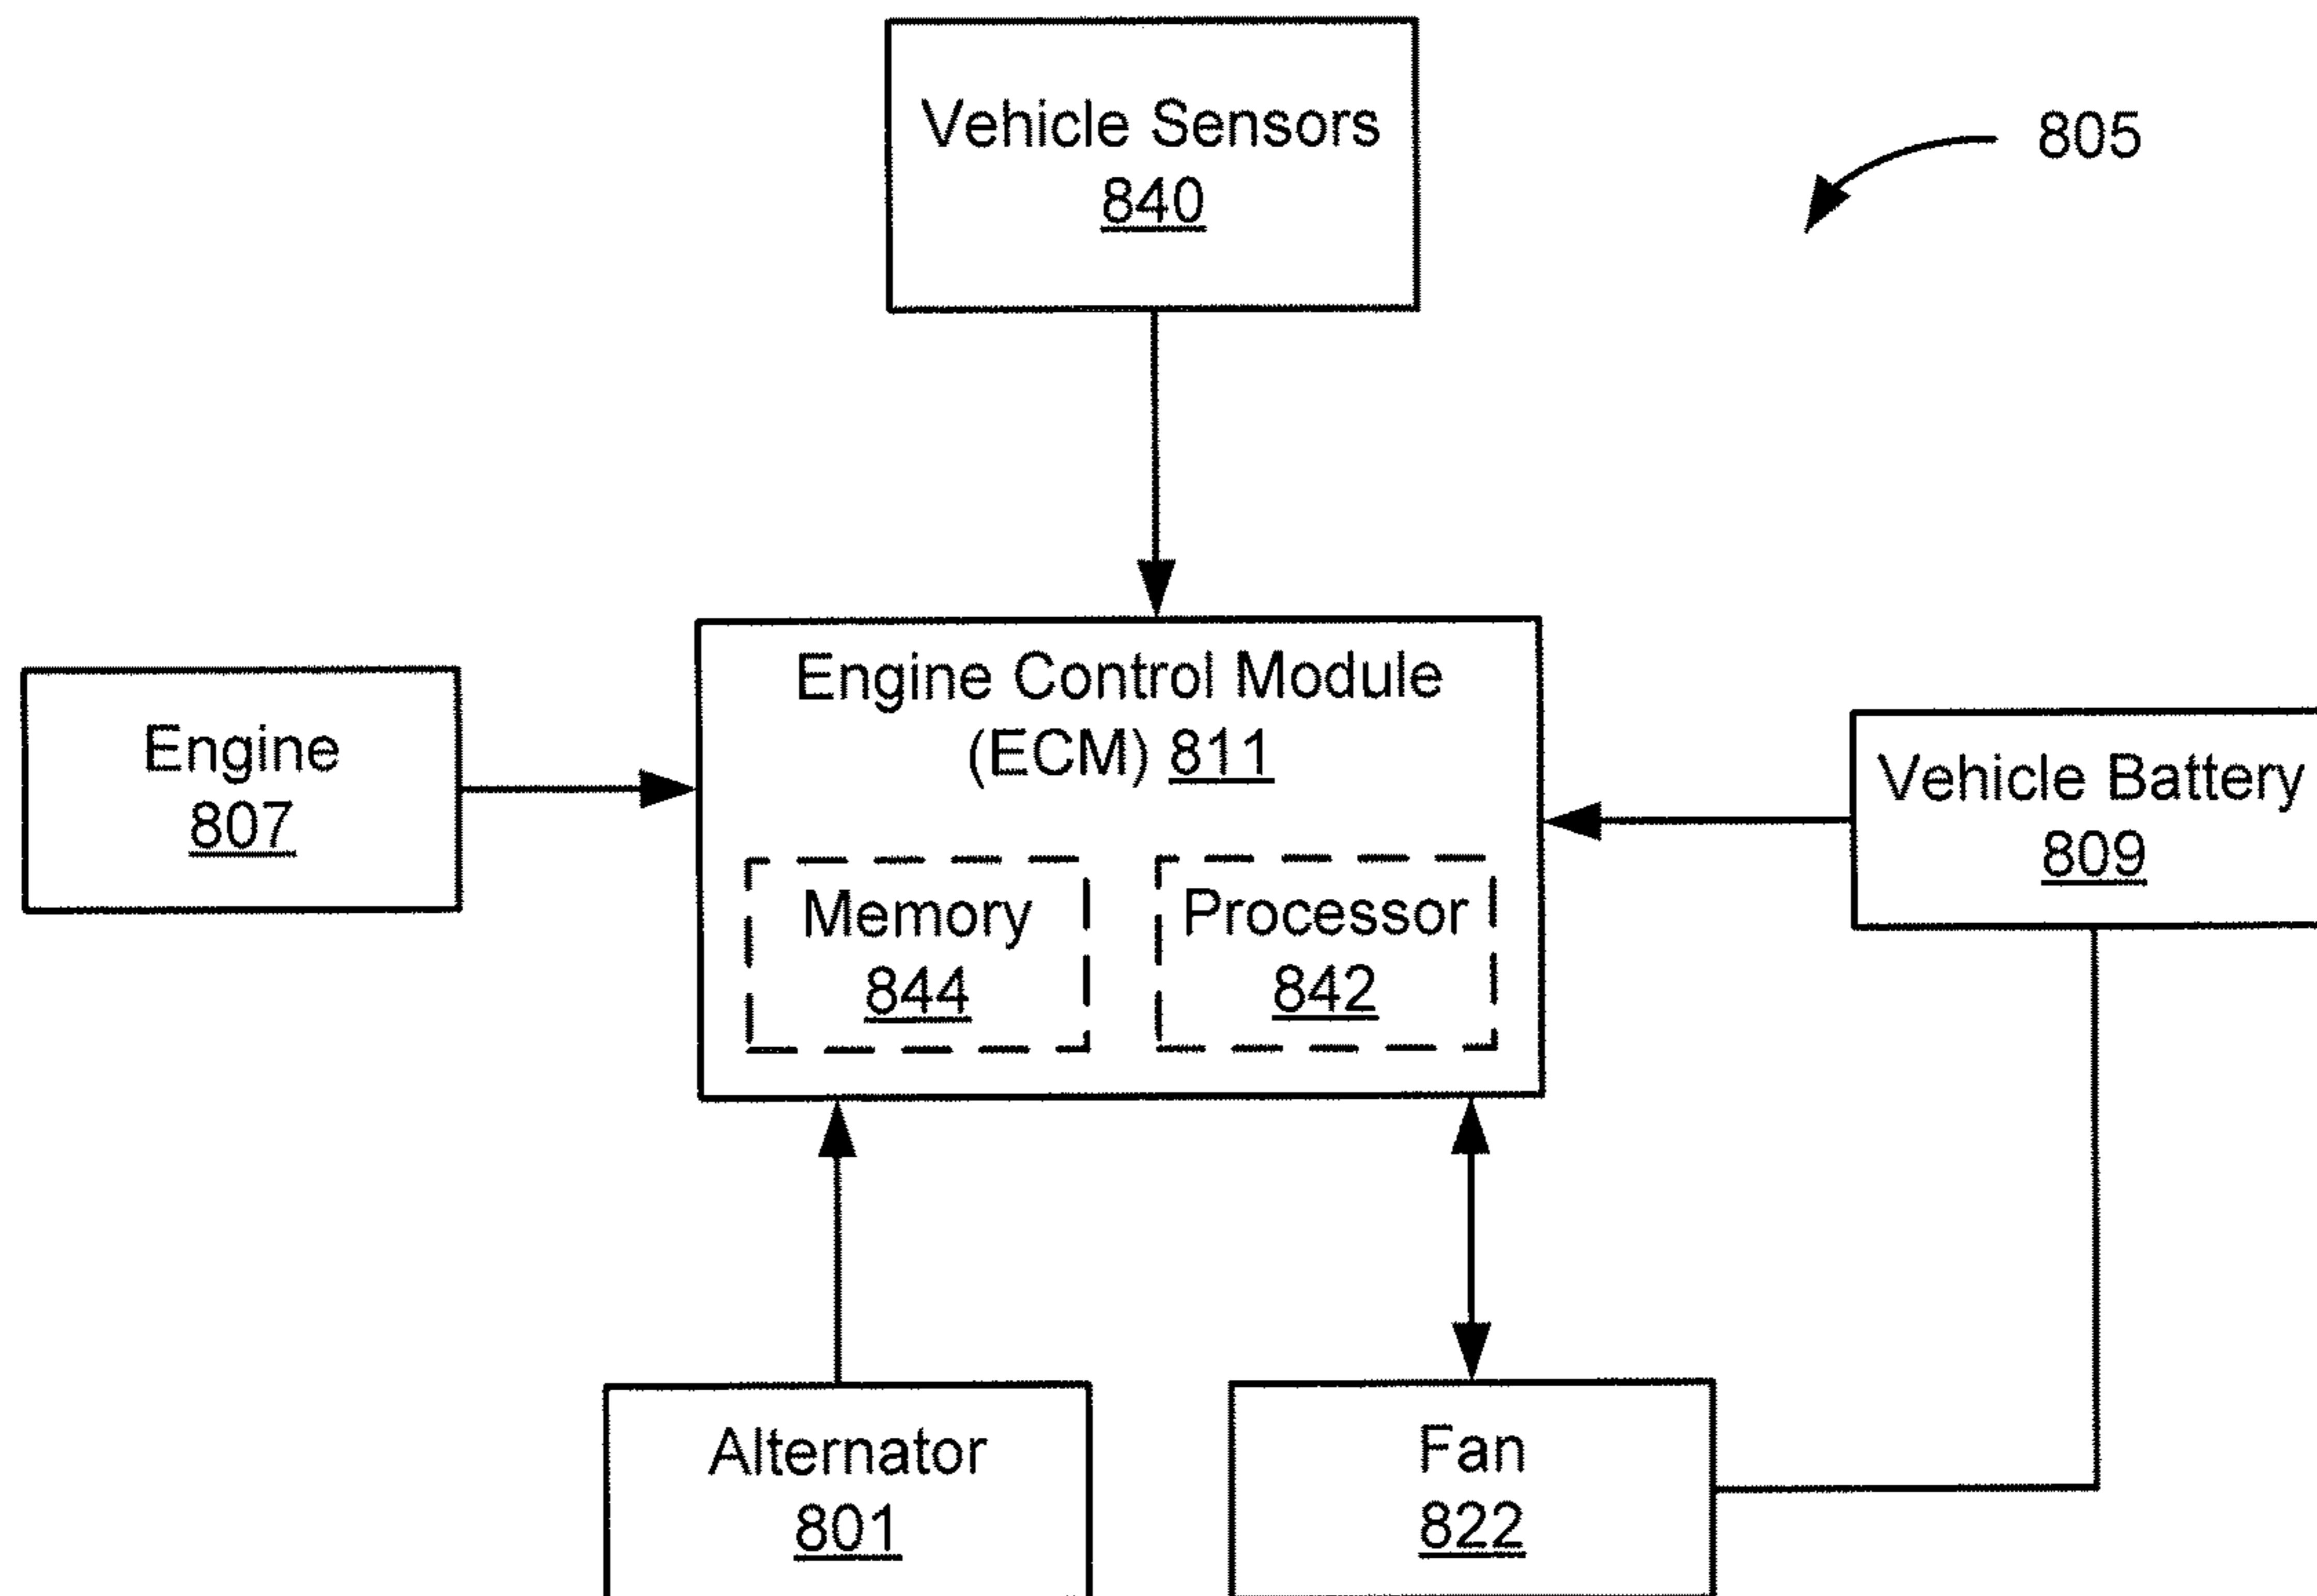 Vehicle Sensors
840
805
Engine Control Module
(ECM) 811
Engine
807
Vehicle Battery
809
Memory
844
Processor
842
Alternator
801
Fan
822